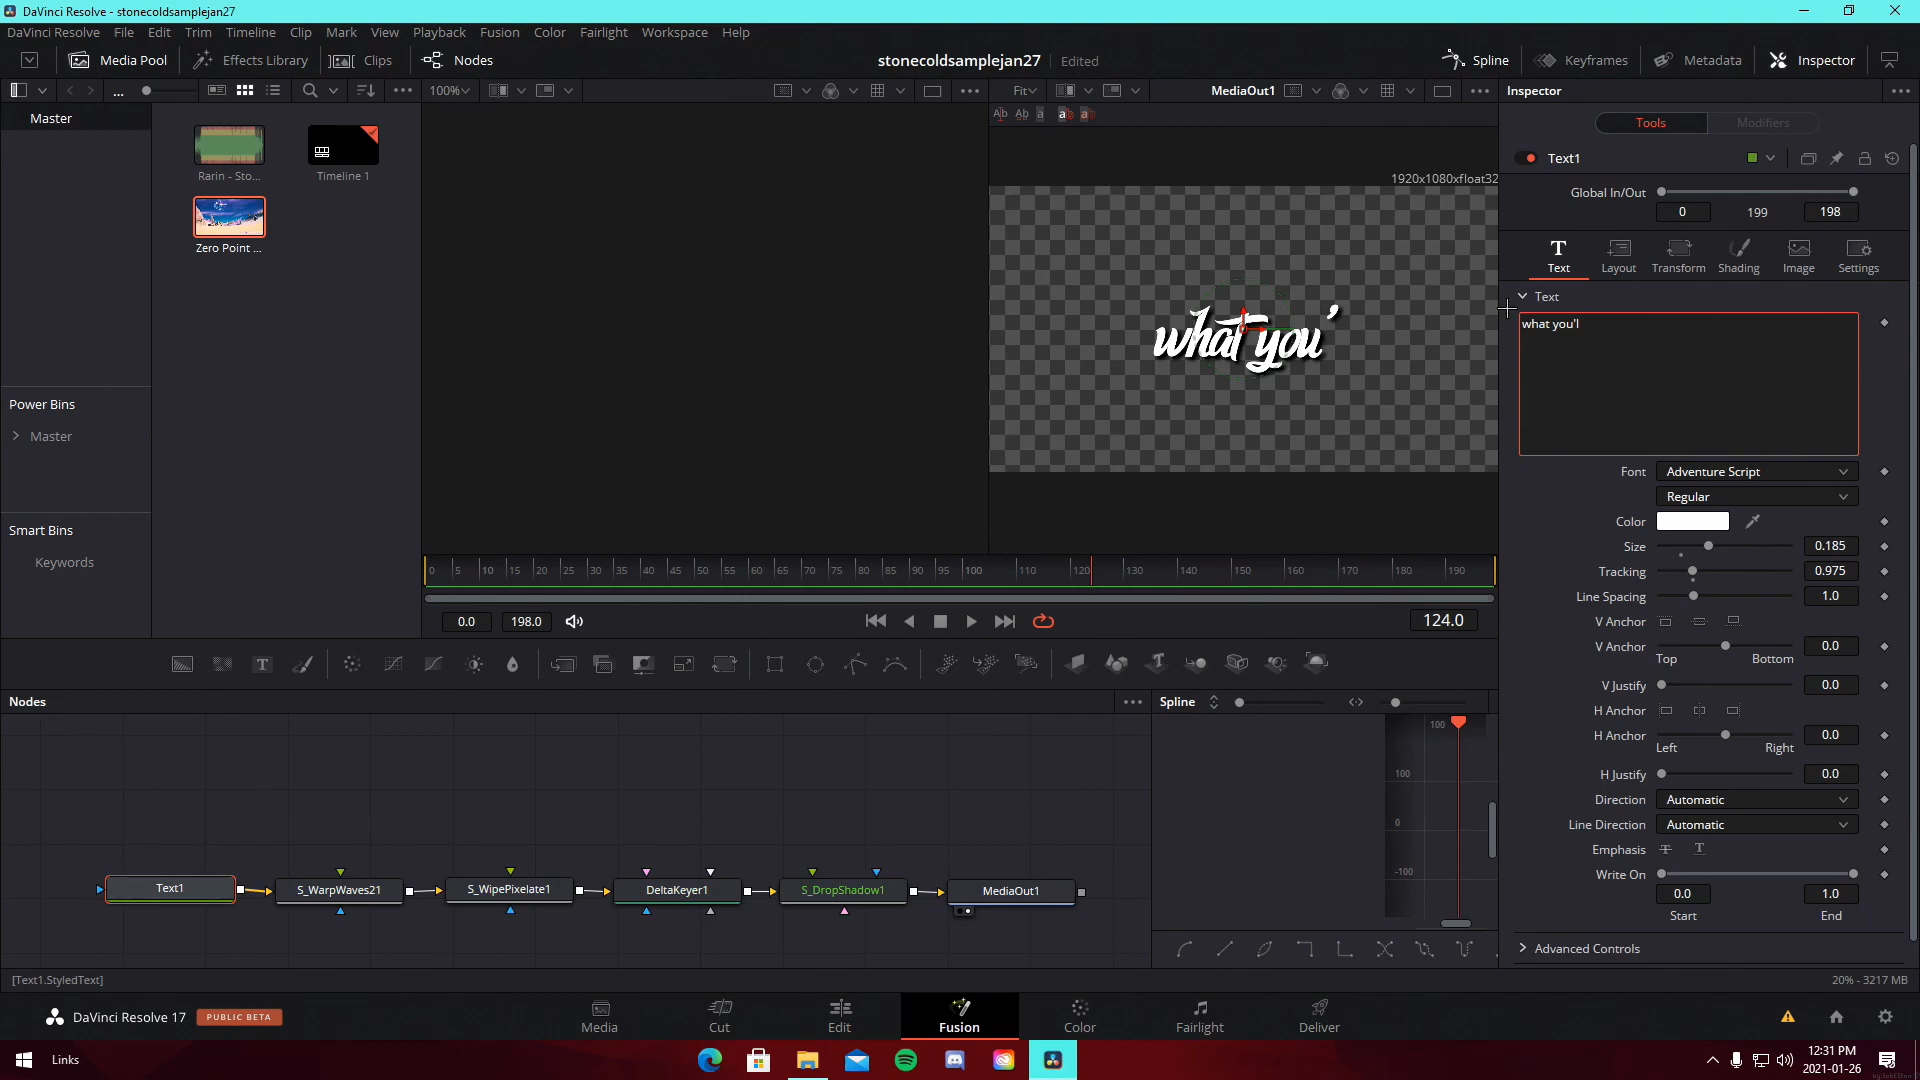 DaVinci Resolve - stonecoldsamplejan27
DaVinci Resolve File Edit Trim Timeline Clip Mark View Playback Fusion Color Fairlight Workspace Help
Media Pool Effects Library Clips Nodes stonecoldsamplejan27 Edited Spline Keyframes Metadata Inspector
... 100% Fit MediaOut1 Inspector
Master
Tools Modifiers
Text1
Rarin - Sto... Timeline 1
1920x1080xfloat32
Global In/Out
0 199 198
Zero Point ...
Text Layout Transform Shading Image Settings
Text
what you'l
what you'
Power Bins
Master
Font Adventure Script
Regular
Color
Smart Bins
Size 0.185
Keywords
0 5 10 15 20 25 30 35 40 45 50 55 60 65 70 75 80 85 90 95 100 110 120 130 140 150 160 170 180 190
Tracking 0.975
Line Spacing 1.0
0.0 198.0 124.0
V Anchor
V Anchor 0.0
Top Bottom
V Justify 0.0
Nodes Spline
H Anchor
100
H Anchor 0.0
Left Right
100
H Justify 0.0
Direction Automatic
0
Line Direction Automatic
Emphasis
-100
Write On
0.0 1.0
Start End
Text1 S_WarpWaves21 S_WipePixelate1 DeltaKeyer1 S_DropShadow1 MediaOut1
Advanced Controls
[Text1.StyledText] 20% - 3217 MB
DaVinci Resolve 17 PUBLIC BETA
Media Cut Edit Fusion Color Fairlight Deliver
Links
12:31 PM
2021-01-26